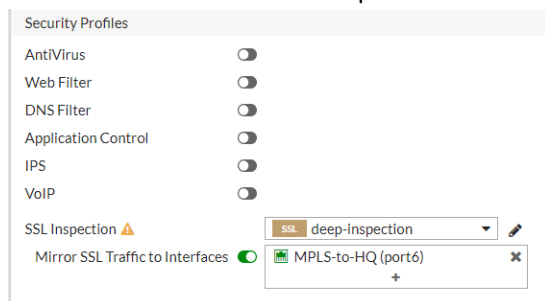 Security Profiles
AntiVirus
Web Filter
DNS Filter
Application Control
IPS
VoIP
SSL Inspection SSL deep-inspection
Mirror SSL Traffic to Interfaces MPLS-to-HQ (port6)
+